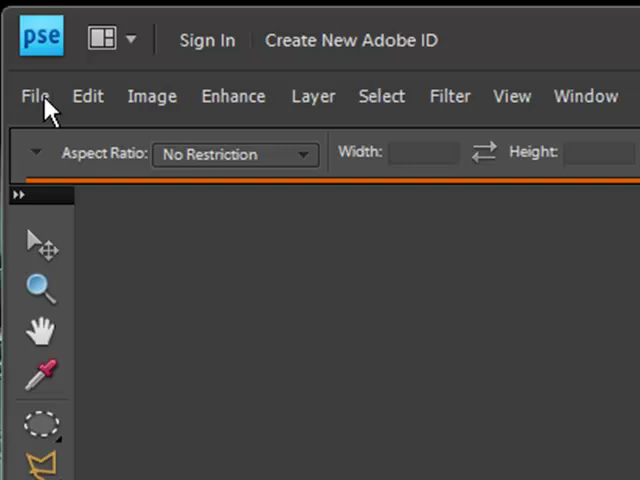 pse Sign In Create New Adobe ID
File Edit Image Enhance Layer Select Filter View Window
Aspect Ratio: No Restriction Width: Height: